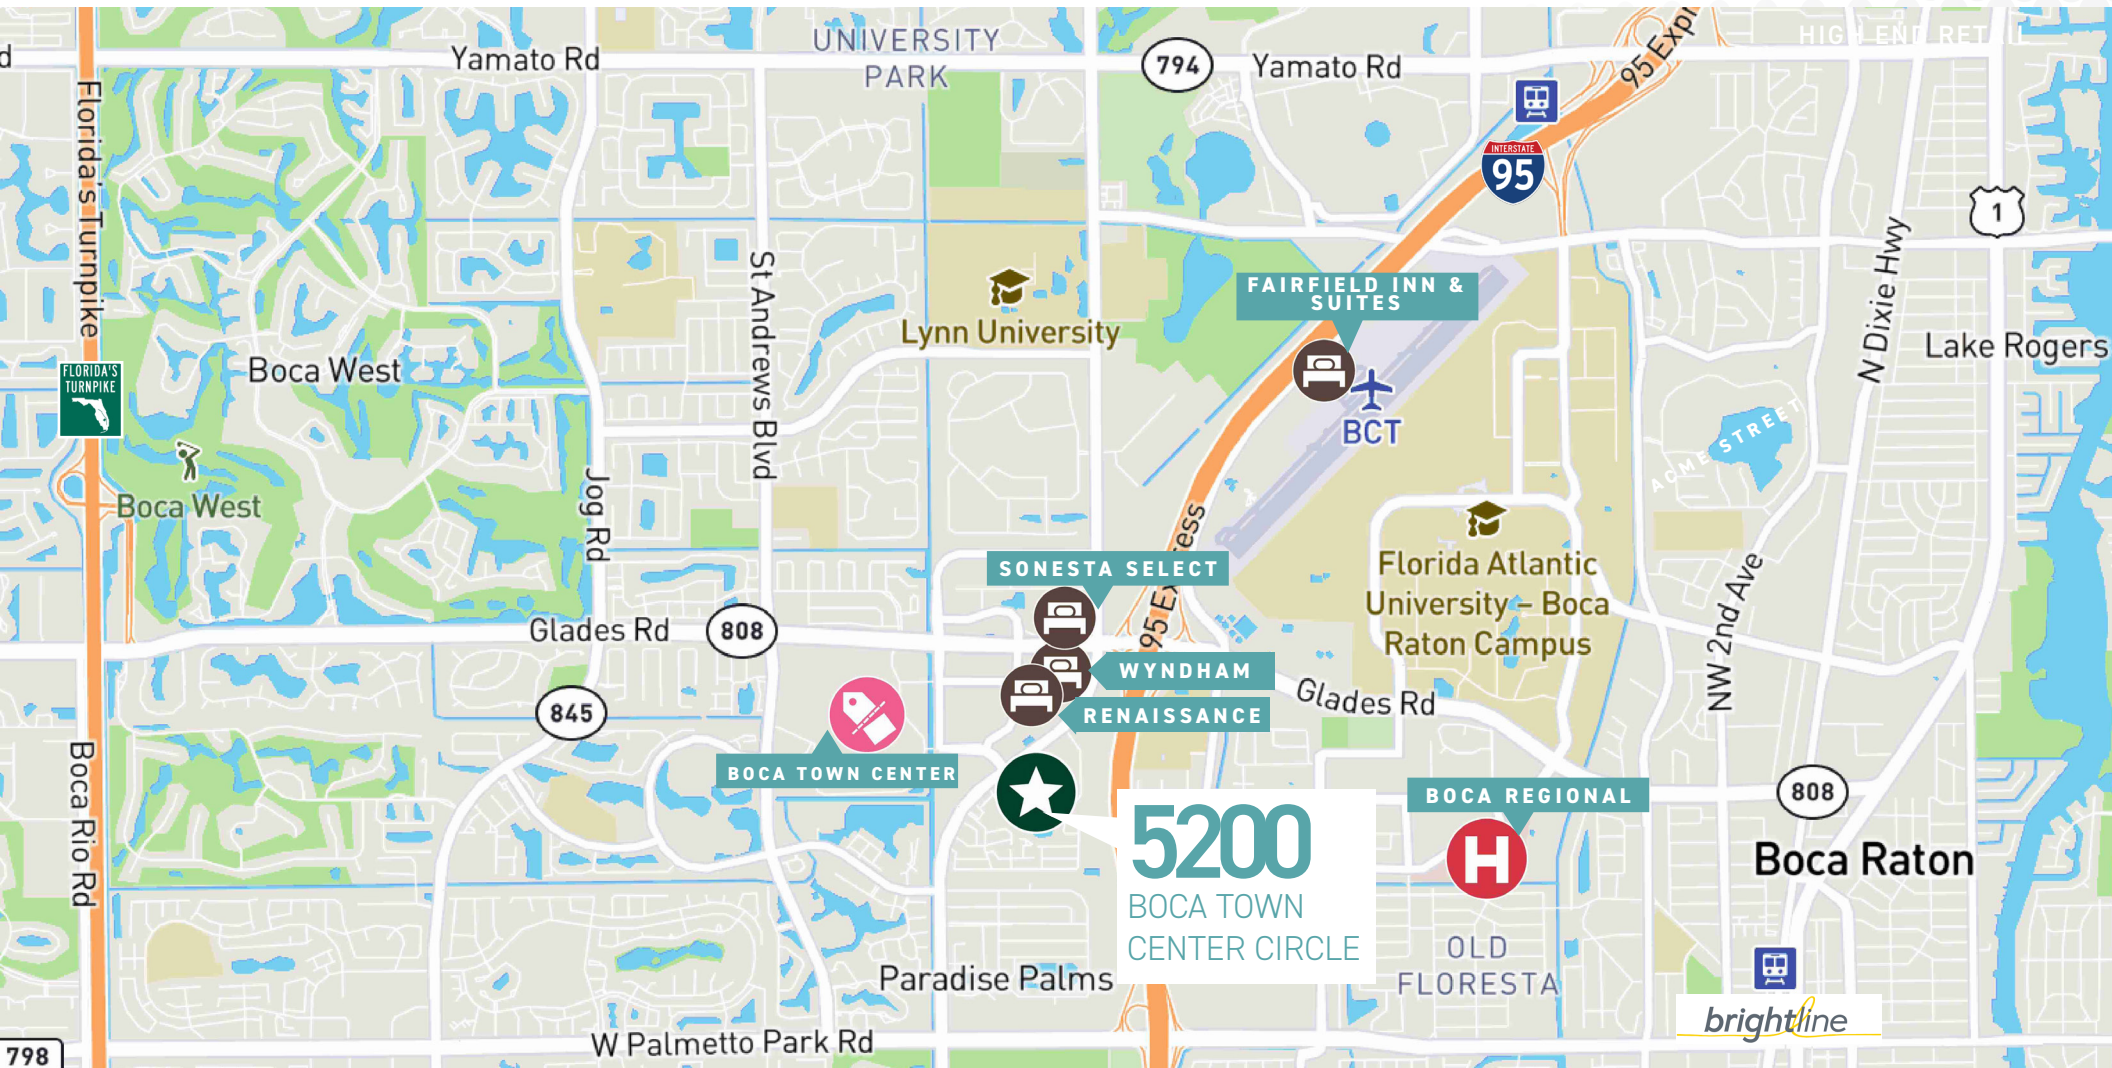 HIGH END RETAIL
UNIVERSITY
PARK
d
Yamato Rd
794
Yamato Rd
95 Expr
INTERSTATE
95
Florida's Turnpike
1
St Andrews Blvd
N Dixie Hwy
FAIRFIELD INN &
SUITES
Lynn University
Lake Rogers
Boca West
FLORIDA'S
TURNPIKE
BCT
ACME STREET
Boca West
Jog Rd
95 Express
SONESTA SELECT
Florida Atlantic
University – Boca
Raton Campus
NW 2nd Ave
Glades Rd
808
WYNDHAM
Glades Rd
845
RENAISSANCE
BOCA TOWN CENTER
Boca Rio Rd
5200
BOCA TOWN
CENTER CIRCLE
BOCA REGIONAL
H
808
Boca Raton
OLD
FLORESTA
Paradise Palms
brightline
W Palmetto Park Rd
798